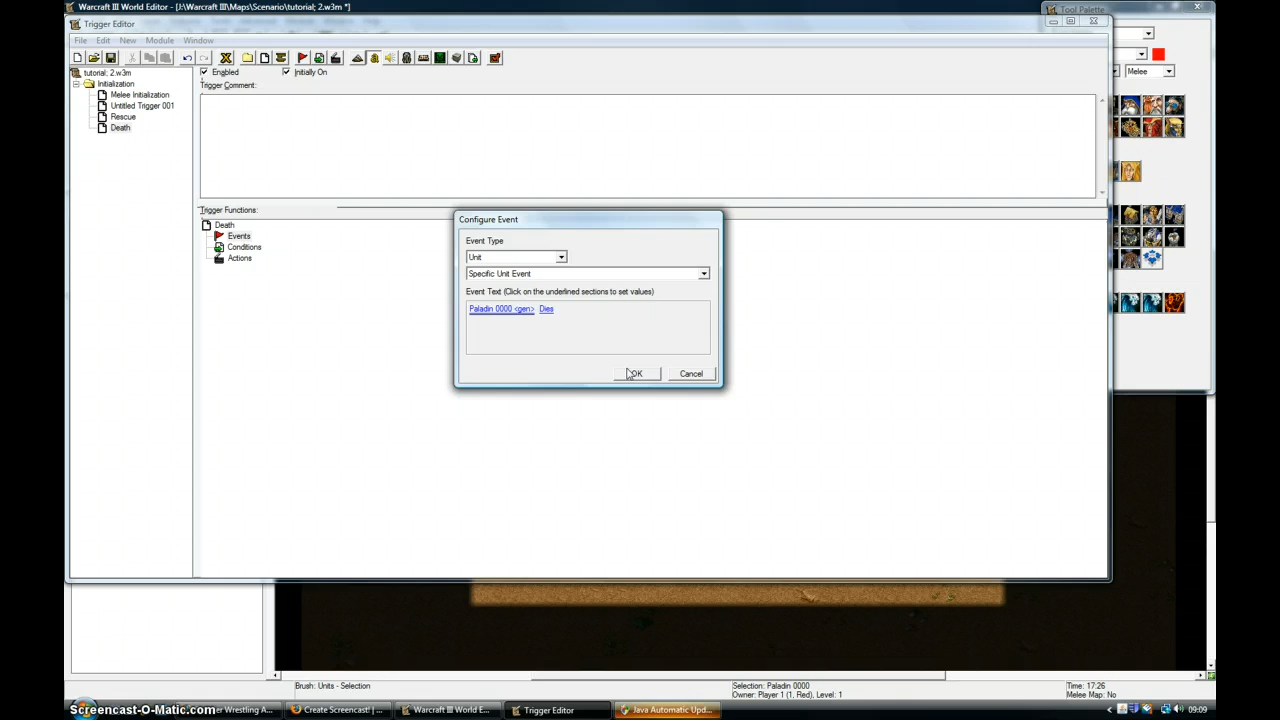 Warcraft III World Editor - [J:\Warcraft III\Maps\Scenario\tutorial; 2.w3m *]
Tool Palette
Trigger Editor
File Edit New Module Window
Melee
tutorial: 2.w3m
Initialization
Melee Initialization
Untitled Trigger 001
Rescue
Death
Enabled
Initially On
Trigger Comment:
Trigger Functions:
Death
Events
Conditions
Actions
Configure Event
Event Type
Unit
Specific Unit Event
Event Text (Click on the underlined sections to set values)
Paladin 0000 <gen> Dies
OK
Cancel
Brush: Units - Selection
Selection: Paladin 0000
Owner: Player 1 (1, Red), Level: 1
Time: 17:26
Melee Map: No
Screencast-O-Matic.com
er Wrestling A...
Create Screencast! | ...
Warcraft III World E...
Trigger Editor
Java Automatic Upd...
09:09